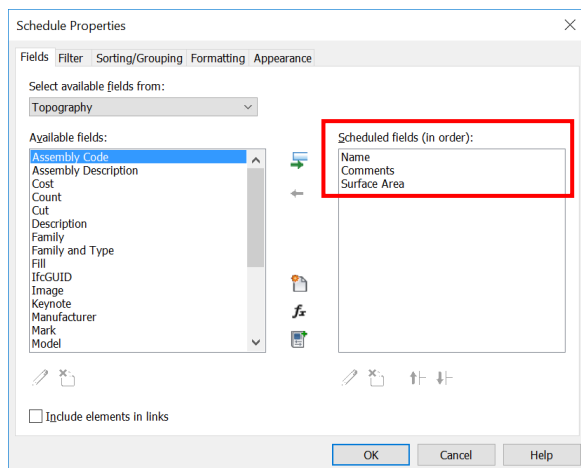 Schedule Properties
Fields Filter Sorting/Grouping Formatting Appearance
Select available fields from:
Topography
Available fields:
Assembly Code
Assembly Description
Cost
Count
Cut
Description
Family
Family and Type
Fill
IfcGUID
Image
Keynote
Manufacturer
Mark
Model
fx
Scheduled fields (in order):
Name
Comments
Surface Area
Include elements in links
OK Cancel Help